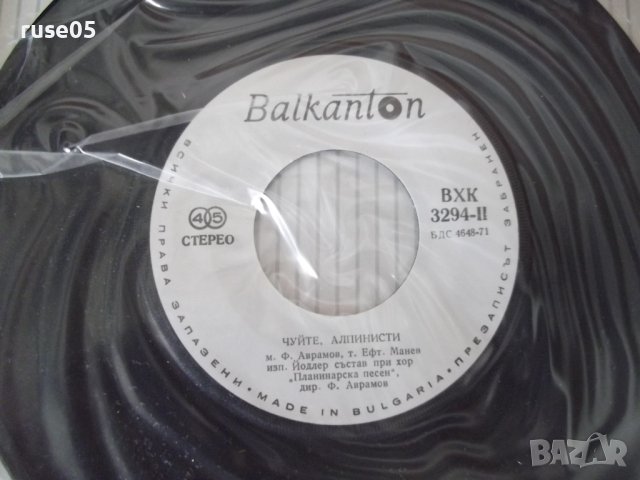 ruse05
Balkanton
ВСИЧКИ ПРАВА ЗАПАЗЕНИ • MADE IN BULGARIA • ПРЕЗАПИСЪТ ЗАБРАНЕН
45
СТЕРЕО
ВХК
3294-II
БДС 4648-71
ЧУЙТЕ, АЛПИНИСТИ
м. Ф. Аврамов, т. Ефт. Манев
изп. Йодлер състав при хор
„Планинарска песен",
дир. Ф. Аврамов
BAZAR